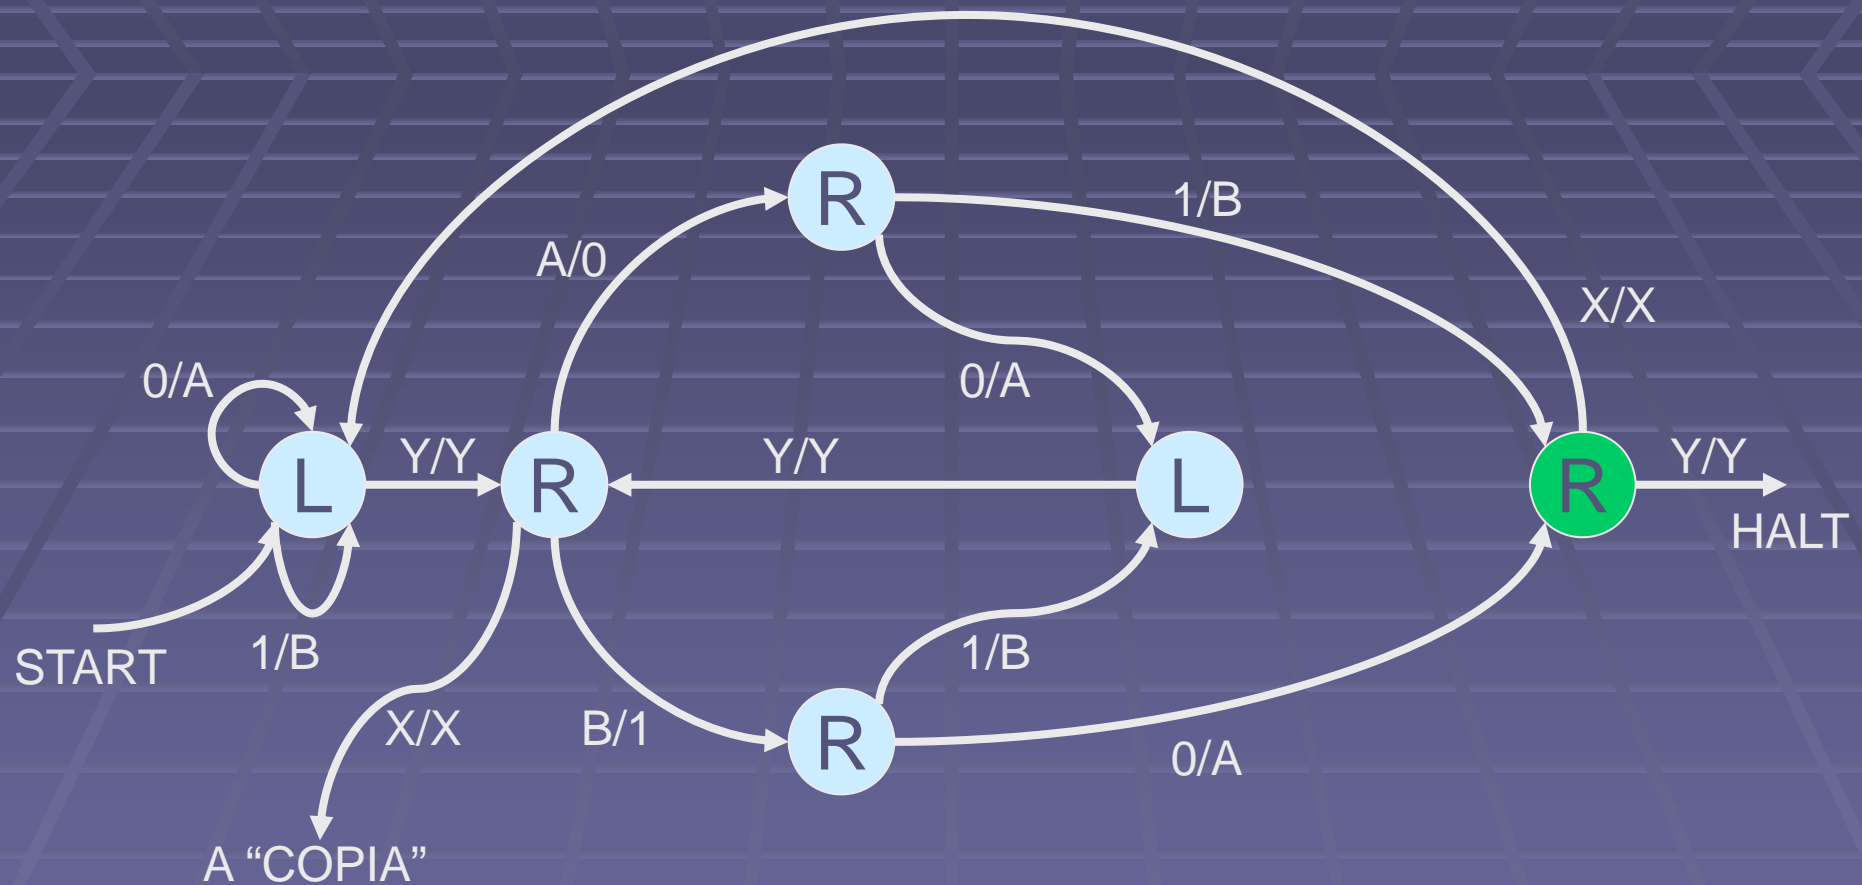 R
1/B
A/0
X/X
0/A
0/A
Y/Y
Y/Y
Y/Y
L
R
L
R
HALT
1/B
1/B
START
X/X
B/1
R
0/A
A “COPIA”